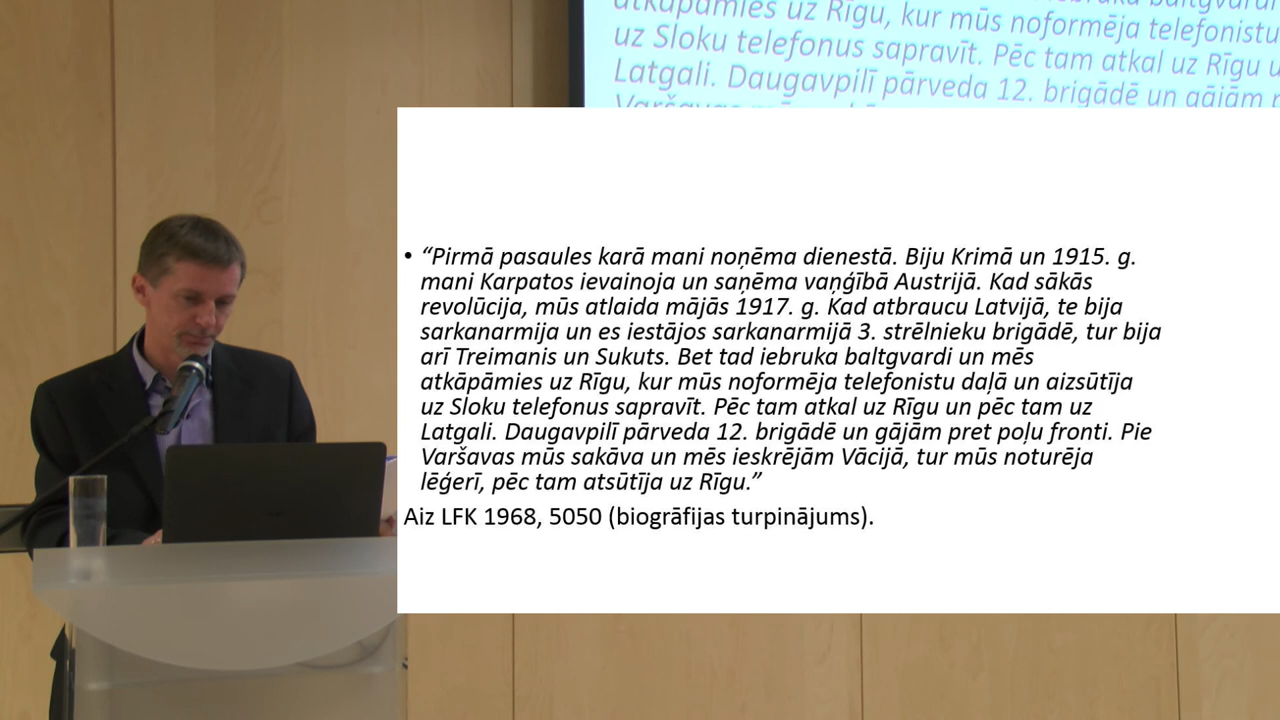 atkāpāmies uz Rīgu, kur mūs noformēja telefonistu
uz Sloku telefonus sapravīt. Pēc tam atkal uz Rīgu u
Latgali. Daugavpilī pārveda 12. brigādē un gājām
• “Pirmā pasaules karā mani noņēma dienestā. Biju Krimā un 1915. g.
mani Karpatos ievainoja un saņēma vaņģībā Austrijā. Kad sākās
revolūcija, mūs atlaida mājās 1917. g. Kad atbraucu Latvijā, te bija
sarkanarmija un es iestājos sarkanarmijā 3. strēlnieku brigādē, tur bija
arī Treimanis un Sukuts. Bet tad iebruka baltgvardi un mēs
atkāpāmies uz Rīgu, kur mūs noformēja telefonistu daļā un aizsūtīja
uz Sloku telefonus sapravīt. Pēc tam atkal uz Rīgu un pēc tam uz
Latgali. Daugavpilī pārveda 12. brigādē un gājām pret poļu fronti. Pie
Varšavas mūs sakāva un mēs ieskrējām Vācijā, tur mūs noturēja
lēģerī, pēc tam atsūtīja uz Rīgu.”
Aiz LFK 1968, 5050 (biogrāfijas turpinājums).